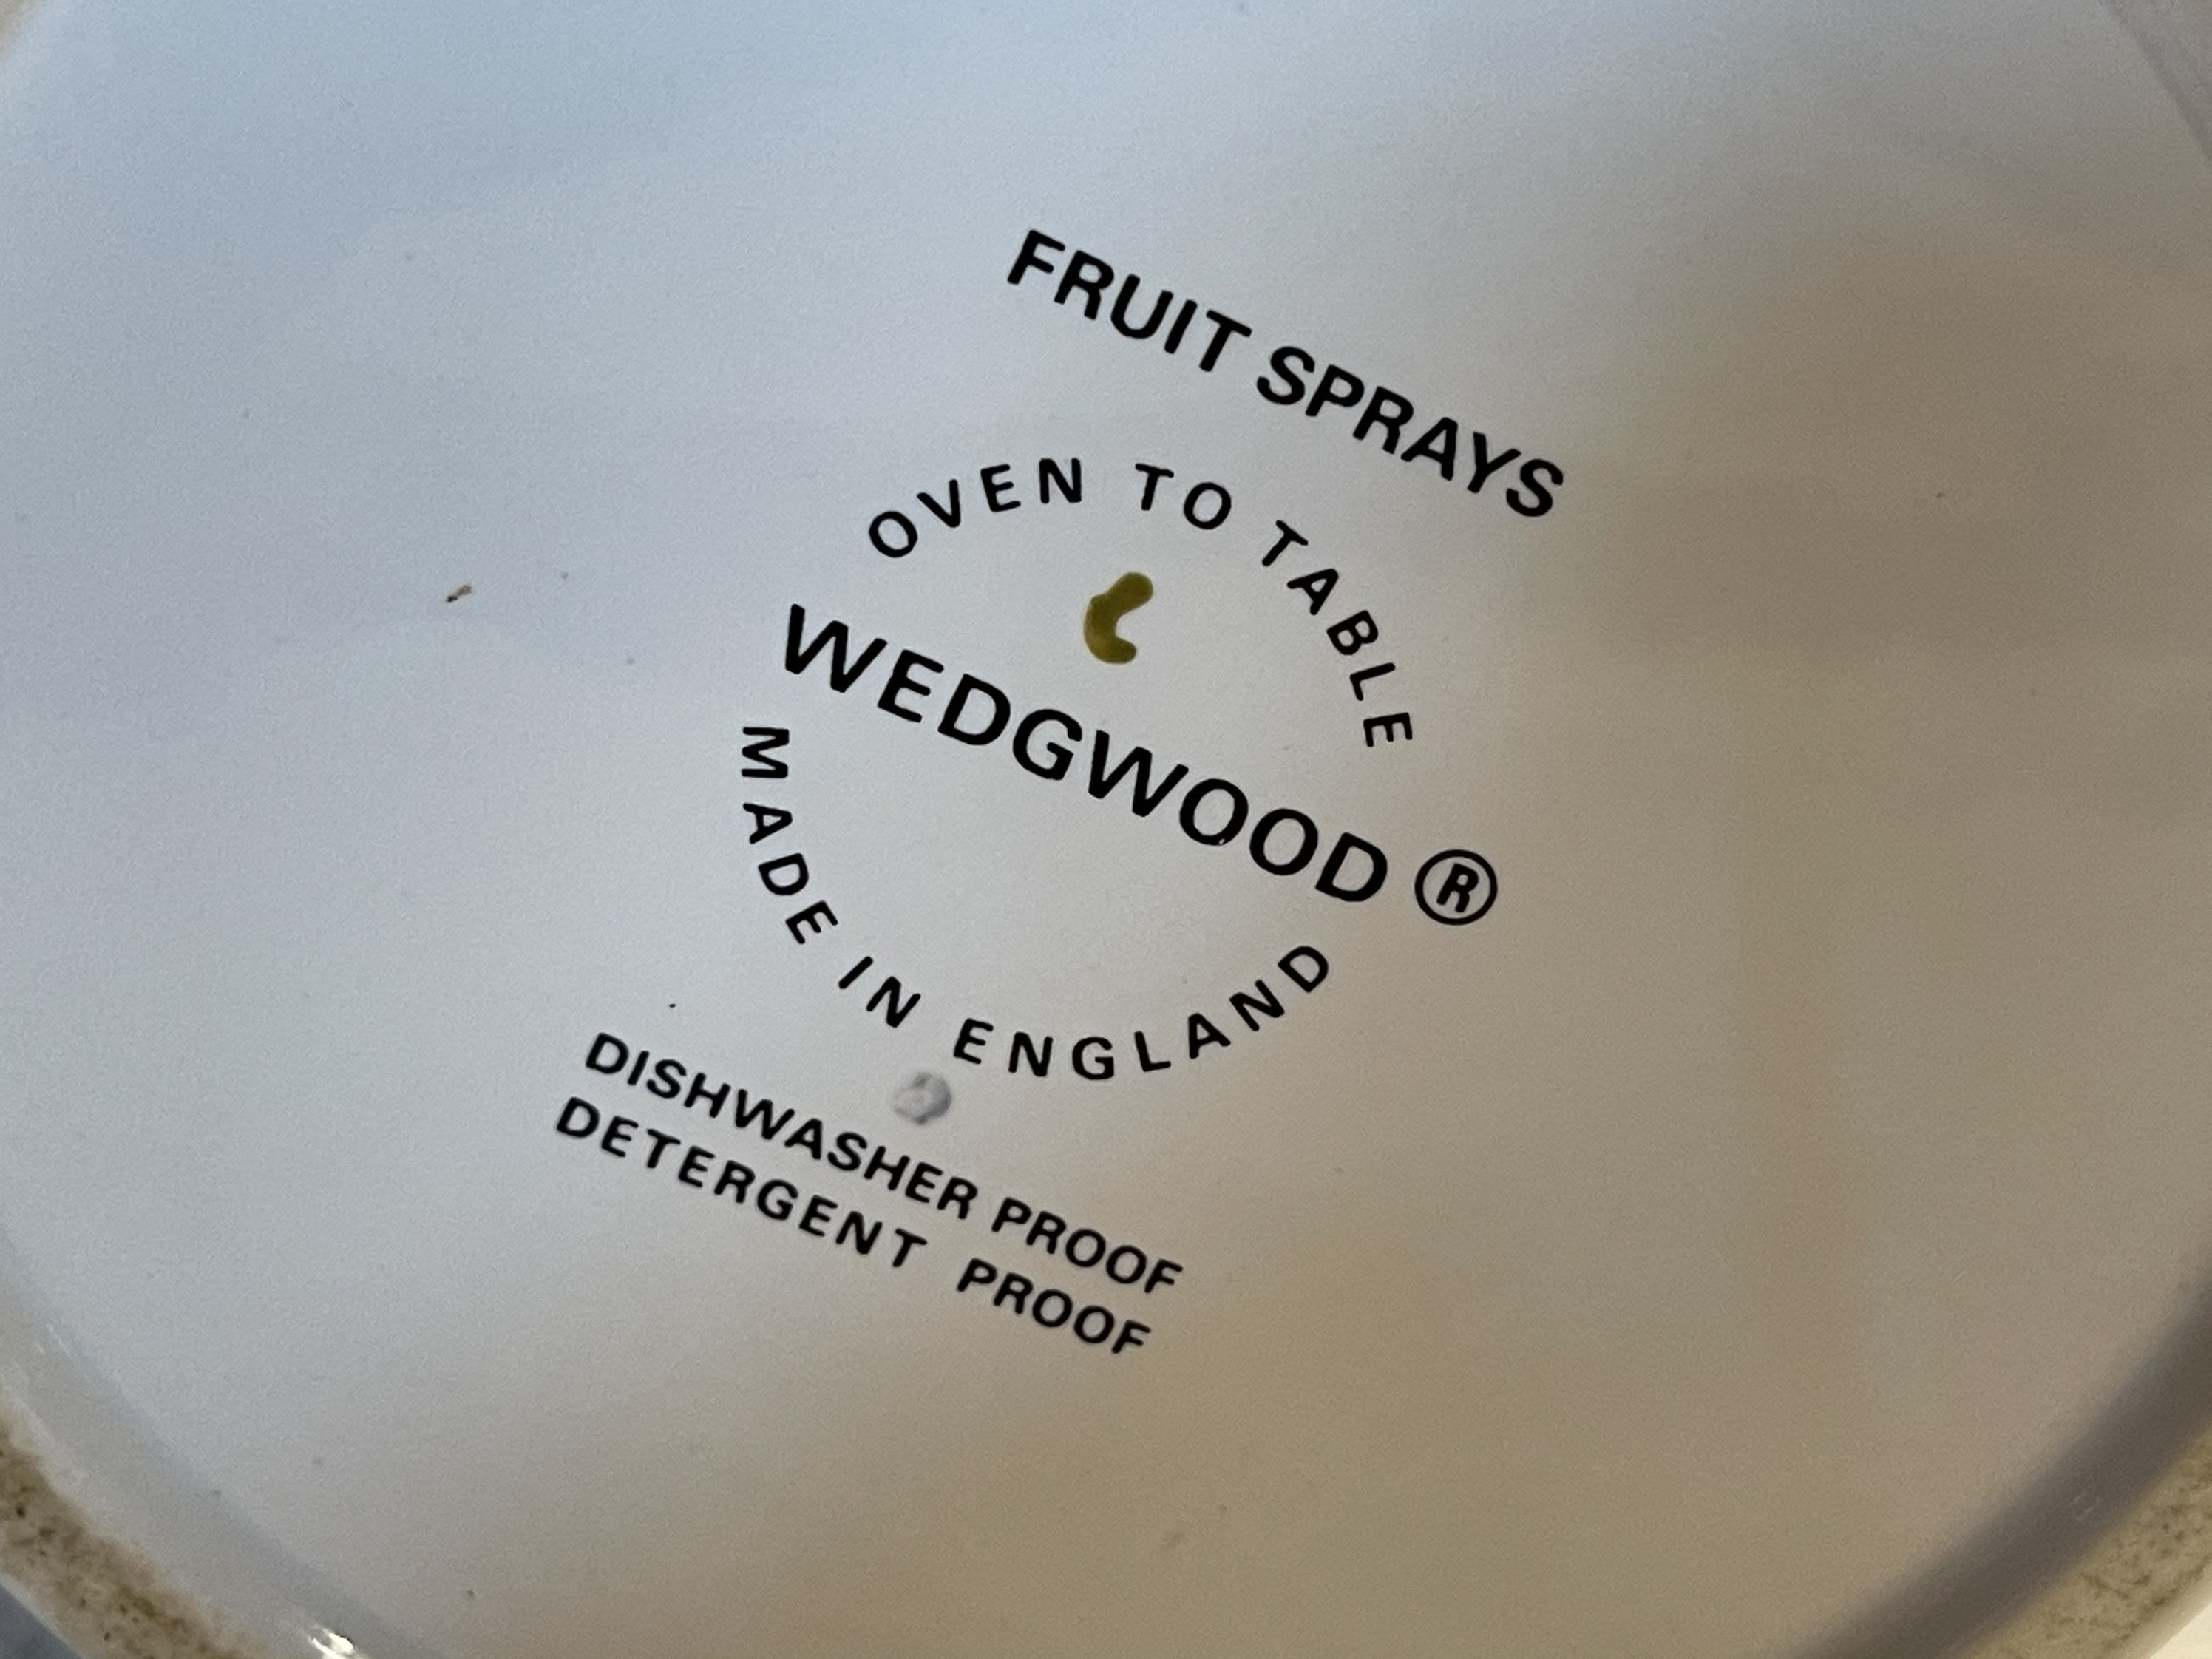 FRUIT SPRAYS
OVEN TO TABLE
WEDGWOOD ®
MADE IN ENGLAND
DISHWASHER PROOF
DETERGENT PROOF